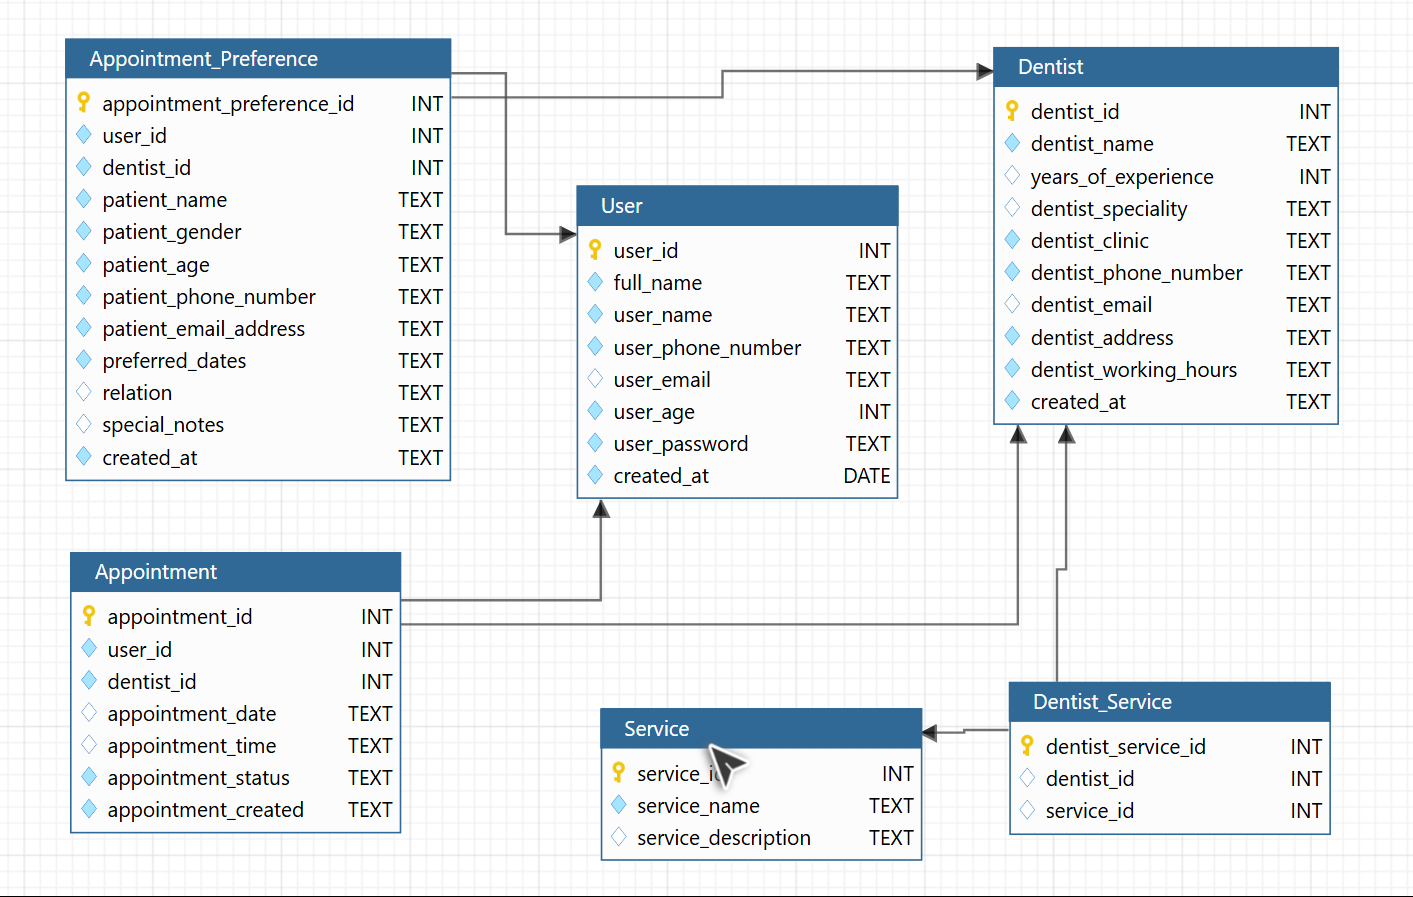 Appointment_Preference
appointment_preference_id INT
user_id INT
dentist_id INT
patient_name TEXT
patient_gender TEXT
patient_age TEXT
patient_phone_number TEXT
patient_email_address TEXT
preferred_dates TEXT
relation TEXT
special_notes TEXT
created_at TEXT
User
user_id INT
full_name TEXT
user_name TEXT
user_phone_number TEXT
user_email TEXT
user_age INT
user_password TEXT
created_at DATE
Dentist
dentist_id INT
dentist_name TEXT
years_of_experience INT
dentist_speciality TEXT
dentist_clinic TEXT
dentist_phone_number TEXT
dentist_email TEXT
dentist_address TEXT
dentist_working_hours TEXT
created_at TEXT
Appointment
appointment_id INT
user_id INT
dentist_id INT
appointment_date TEXT
appointment_time TEXT
appointment_status TEXT
appointment_created TEXT
Service
INT
service_name TEXT
service_description TEXT
Dentist_Service
dentist_service_id INT
dentist_id INT
service_id INT